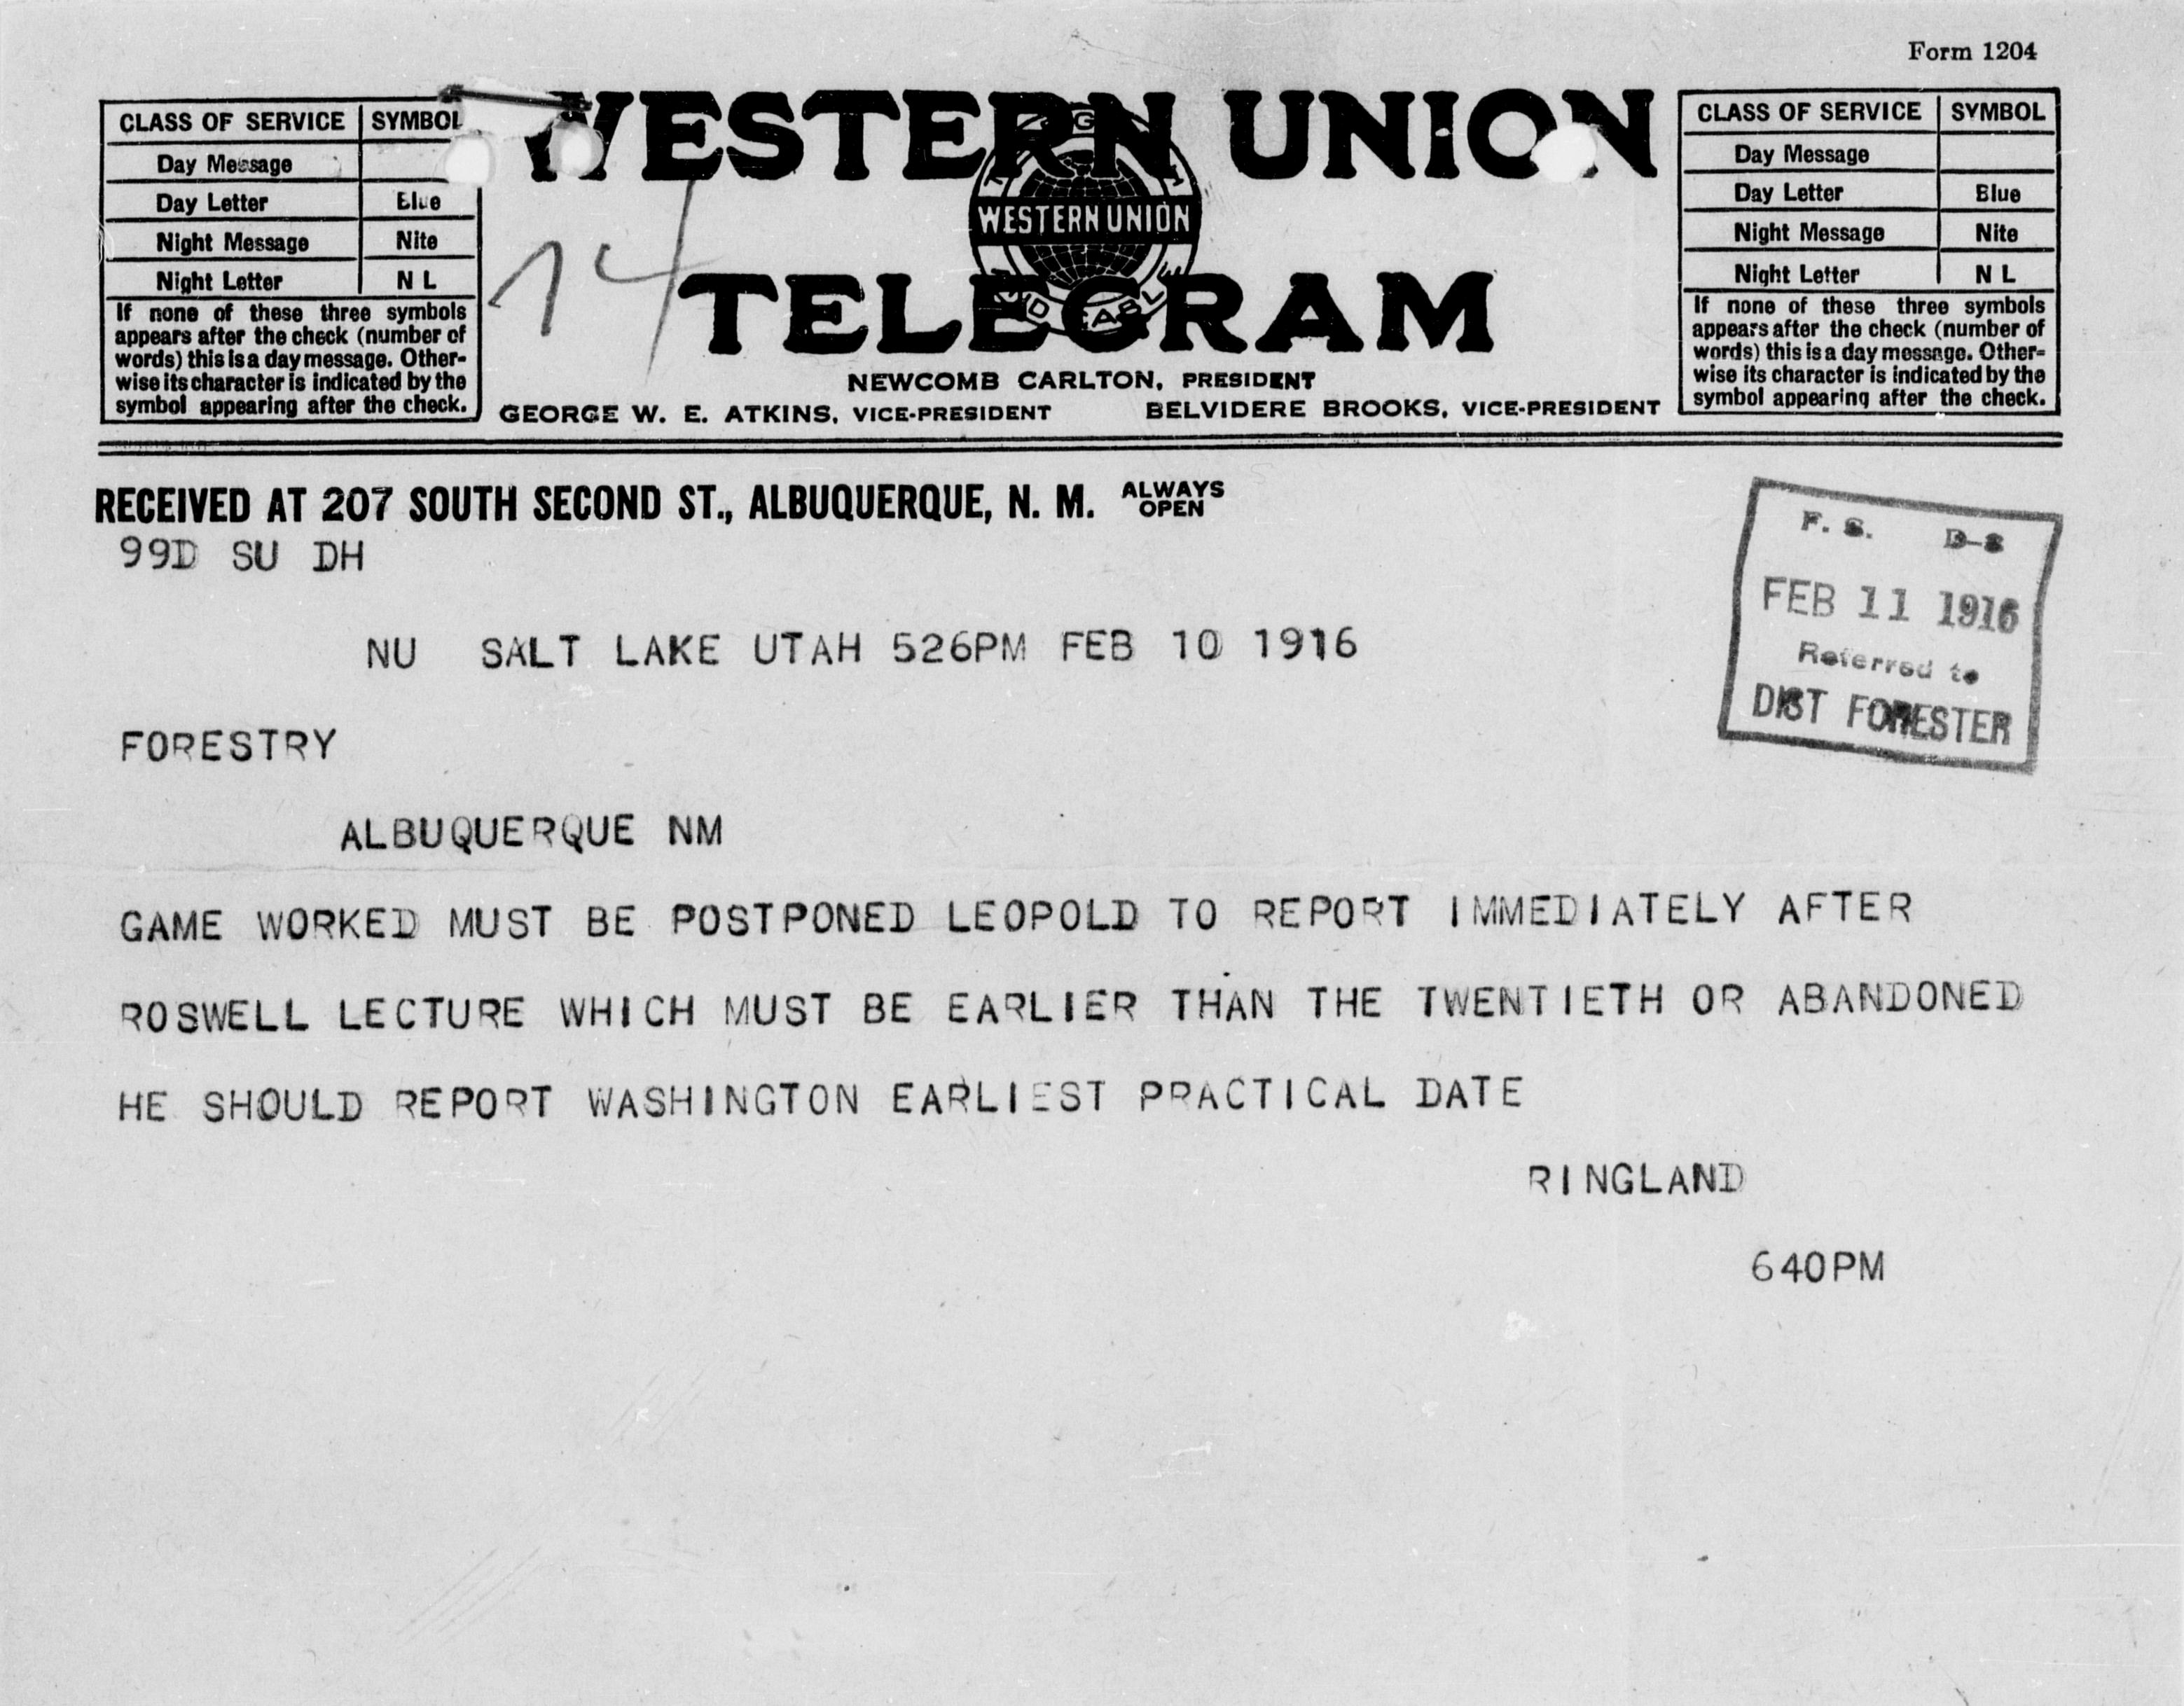 Form 1204
CLASS OF SERVICE SYMBOL
Day Message
Day Letter Blue
Night Message Nite
Night Letter N L
If none of these three symbols
appears after the check (number of
words) this is a day message. Other-
wise its character is indicated by the
symbol appearing after the check.
WESTERN UNION
WESTERN UNION
TELEGRAM
NEWCOMB CARLTON, PRESIDENT
GEORGE W. E. ATKINS, VICE-PRESIDENT BELVIDERE BROOKS, VICE-PRESIDENT
CLASS OF SERVICE SYMBOL
Day Message
Day Letter Blue
Night Message Nite
Night Letter N L
If none of these three symbols
appears after the check (number of
words) this is a day message. Other-
wise its character is indicated by the
symbol appearing after the check.
74
RECEIVED AT 207 SOUTH SECOND ST., ALBUQUERQUE, N. M. ALWAYS OPEN
99D SU DH
F. S. D-3
FEB 11 1916
Referred to
DIST FORESTER
NU SALT LAKE UTAH 526PM FEB 10 1916
FORESTRY
ALBUQUERQUE NM
GAME WORKED MUST BE POSTPONED LEOPOLD TO REPORT IMMEDIATELY AFTER
ROSWELL LECTURE WHICH MUST BE EARLIER THAN THE TWENTIETH OR ABANDONED
HE SHOULD REPORT WASHINGTON EARLIEST PRACTICAL DATE
RINGLAND
640PM